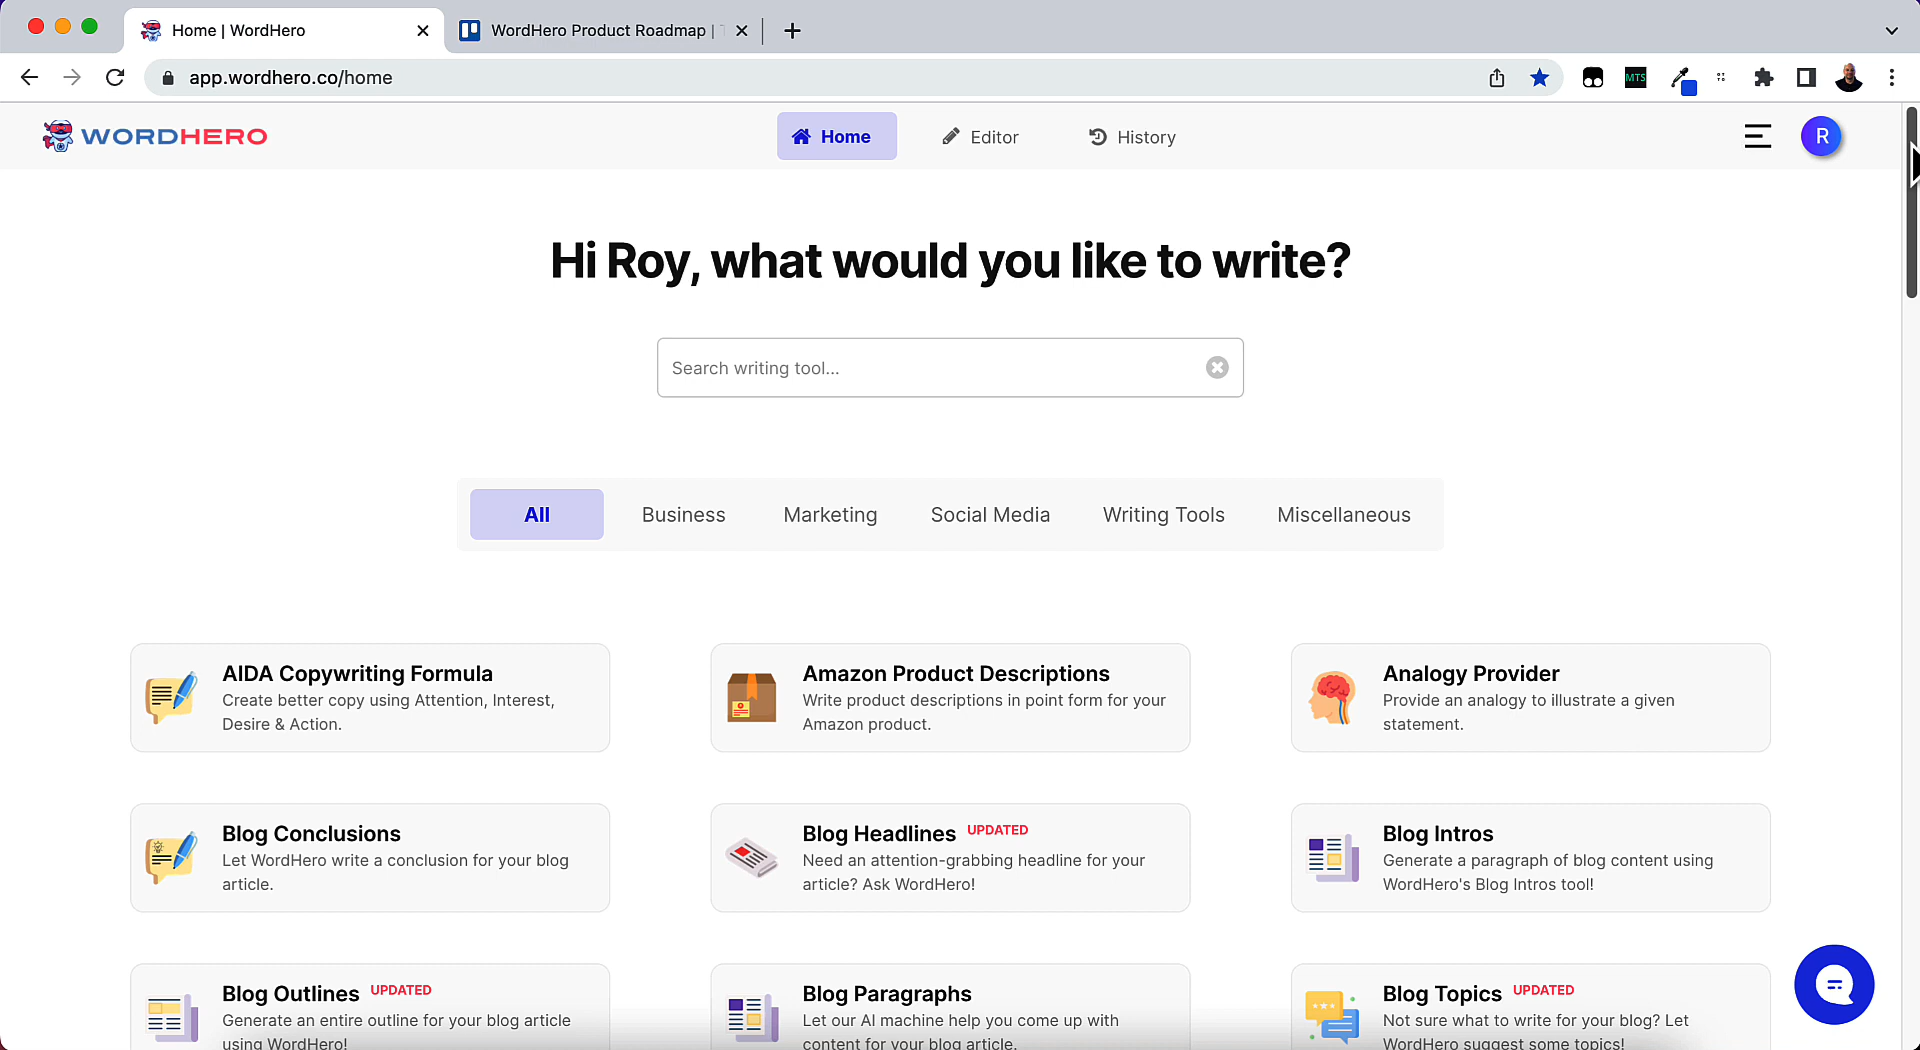 Home | WordHero
WordHero Product Roadmap |
app.wordhero.co/home
MTS
WORDHERO
Home
Editor
History
R
Hi Roy, what would you like to write?
Search writing tool...
All
Business
Marketing
Social Media
Writing Tools
Miscellaneous
AIDA Copywriting Formula
Create better copy using Attention, Interest,
Desire & Action.
Amazon Product Descriptions
Write product descriptions in point form for your
Amazon product.
Analogy Provider
Provide an analogy to illustrate a given
statement.
Blog Conclusions
Let WordHero write a conclusion for your blog
article.
Blog Headlines UPDATED
Need an attention-grabbing headline for your
article? Ask WordHero!
Blog Intros
Generate a paragraph of blog content using
WordHero's Blog Intros tool!
Blog Outlines UPDATED
Generate an entire outline for your blog article
using WordHero!
Blog Paragraphs
Let our AI machine help you come up with
content for your blog article.
Blog Topics UPDATED
Not sure what to write for your blog? Let
WordHero suggest some topics!